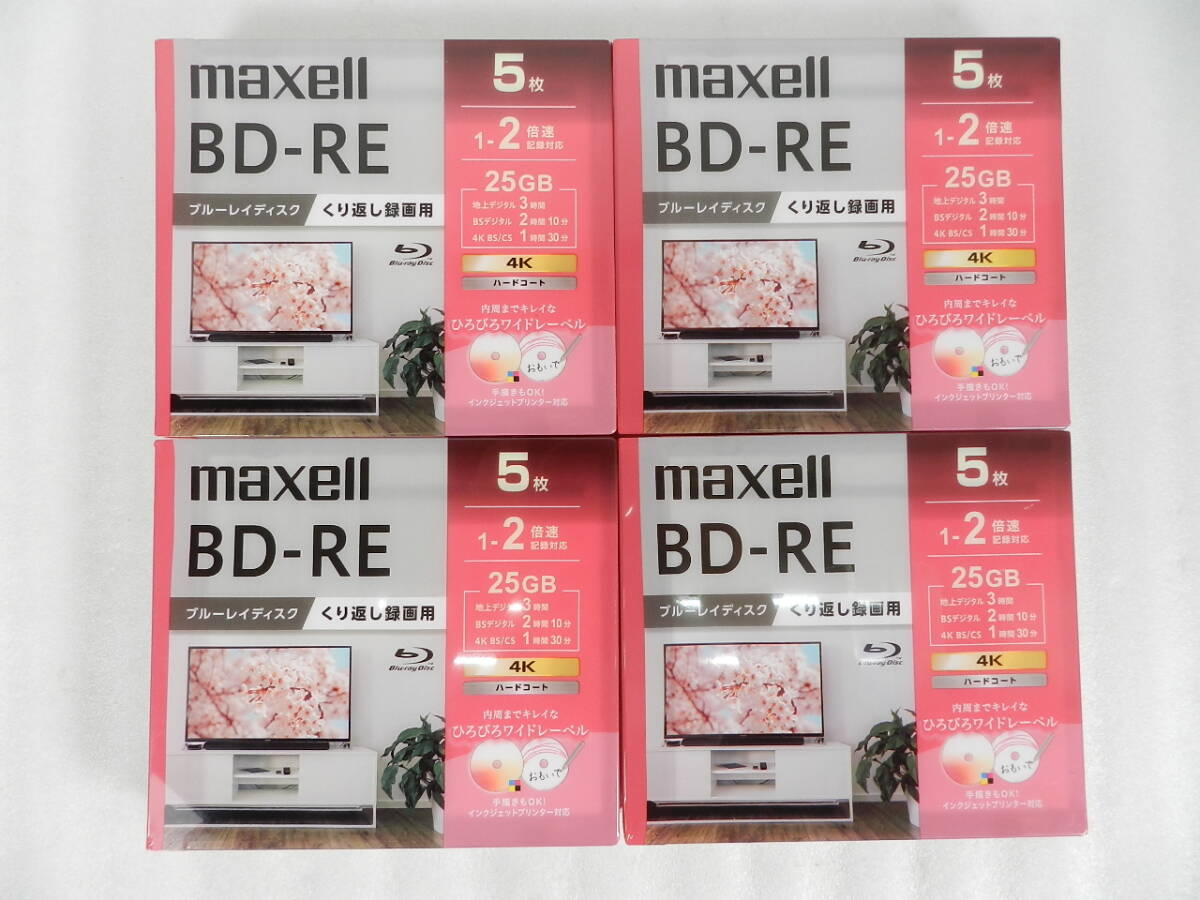 maxell
BD-RE
ブルーレイディスク くり返し録画用
Blu-ray Disc
5枚
1-2倍速
記録対応
25GB
地上デジタル 3時間
BSデジタル 2時間10分
4K BS/CS 1時間30分
4K
ハードコート
内周までキレイな
ひろびろワイドレーベル
おもいで
手描きもOK!
インクジェットプリンター対応
maxell
BD-RE
ブルーレイディスク くり返し録画用
Blu-ray Disc
5枚
1-2倍速
記録対応
25GB
地上デジタル 3時間
BSデジタル 2時間10分
4K BS/CS 1時間30分
4K
ハードコート
内周までキレイな
ひろびろワイドレーベル
おもいで
手描きもOK!
インクジェットプリンター対応
maxell
BD-RE
ブルーレイディスク くり返し録画用
Blu-ray Disc
5枚
1-2倍速
記録対応
25GB
地上デジタル 3時間
BSデジタル 2時間10分
4K BS/CS 1時間30分
4K
ハードコート
内周までキレイな
ひろびろワイドレーベル
おもいで
手描きもOK!
インクジェットプリンター対応
maxell
BD-RE
ブルーレイディスク くり返し録画用
Blu-ray Disc
5枚
1-2倍速
記録対応
25GB
地上デジタル 3時間
BSデジタル 2時間10分
4K BS/CS 1時間30分
4K
ハードコート
内周までキレイな
ひろびろワイドレーベル
おもいで
手描きもOK!
インクジェットプリンター対応